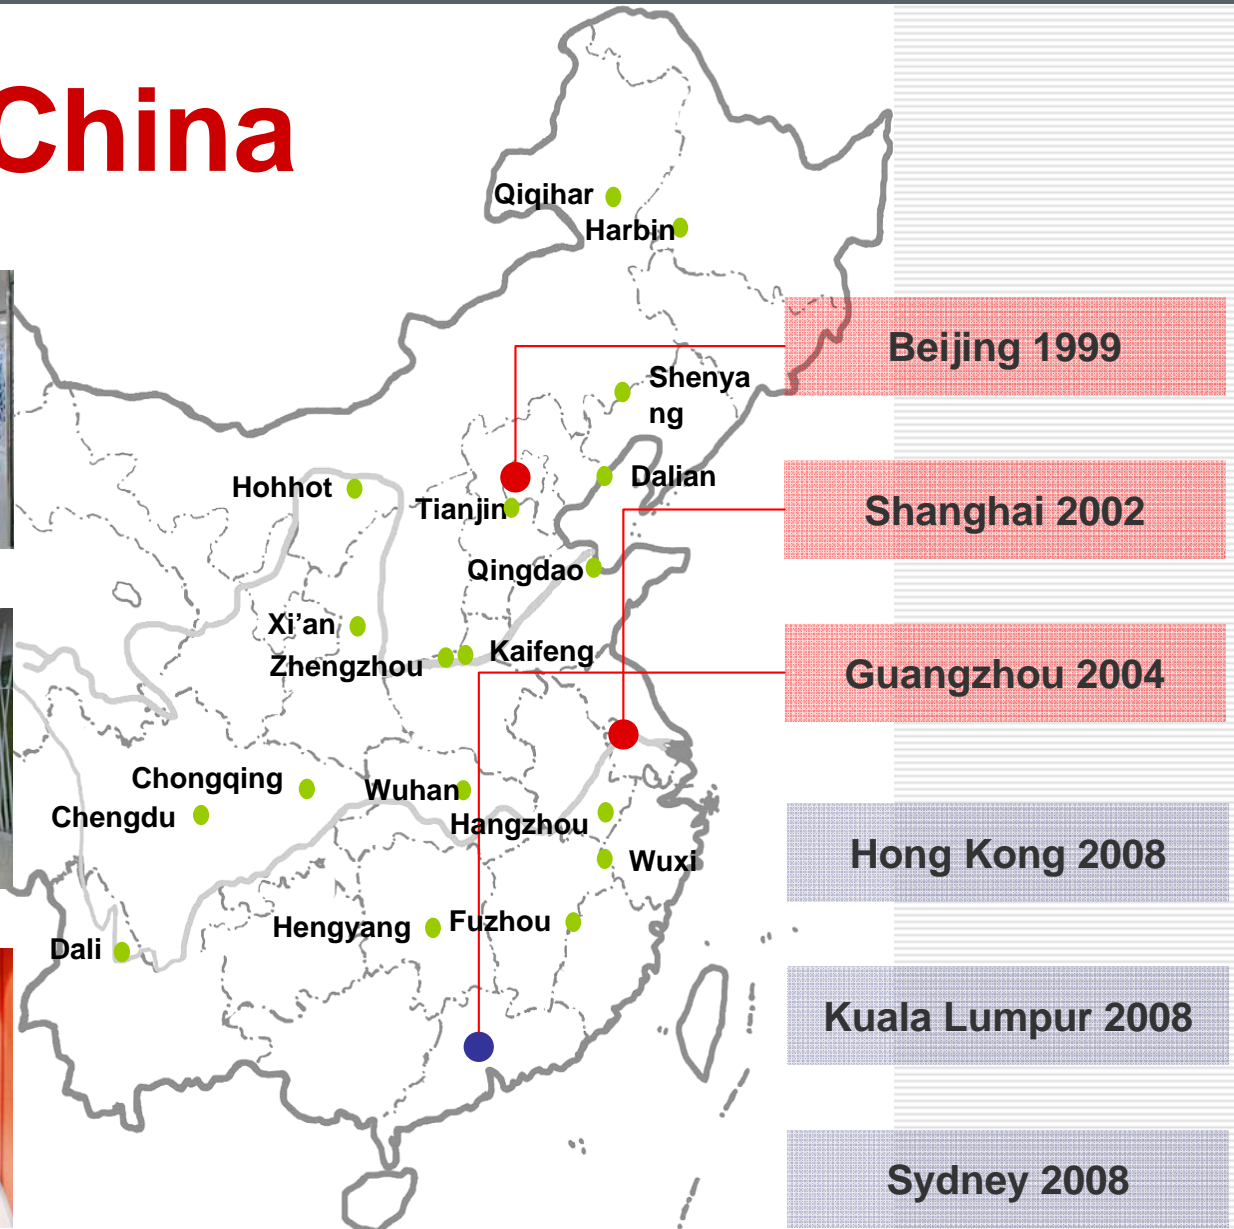 China
Qiqihar
Harbin
Beijing 1999
Shenya
ng
Dalian
Hohhot
Tianjin
Shanghai 2002
Qingdao
Xi’an
Kaifeng
Zhengzhou
Guangzhou 2004
Chongqing
Wuhan
Chengdu
Hangzhou
Hong Kong 2008
Wuxi
Hengyang
Fuzhou
Dali
Kuala Lumpur 2008
Sydney 2008